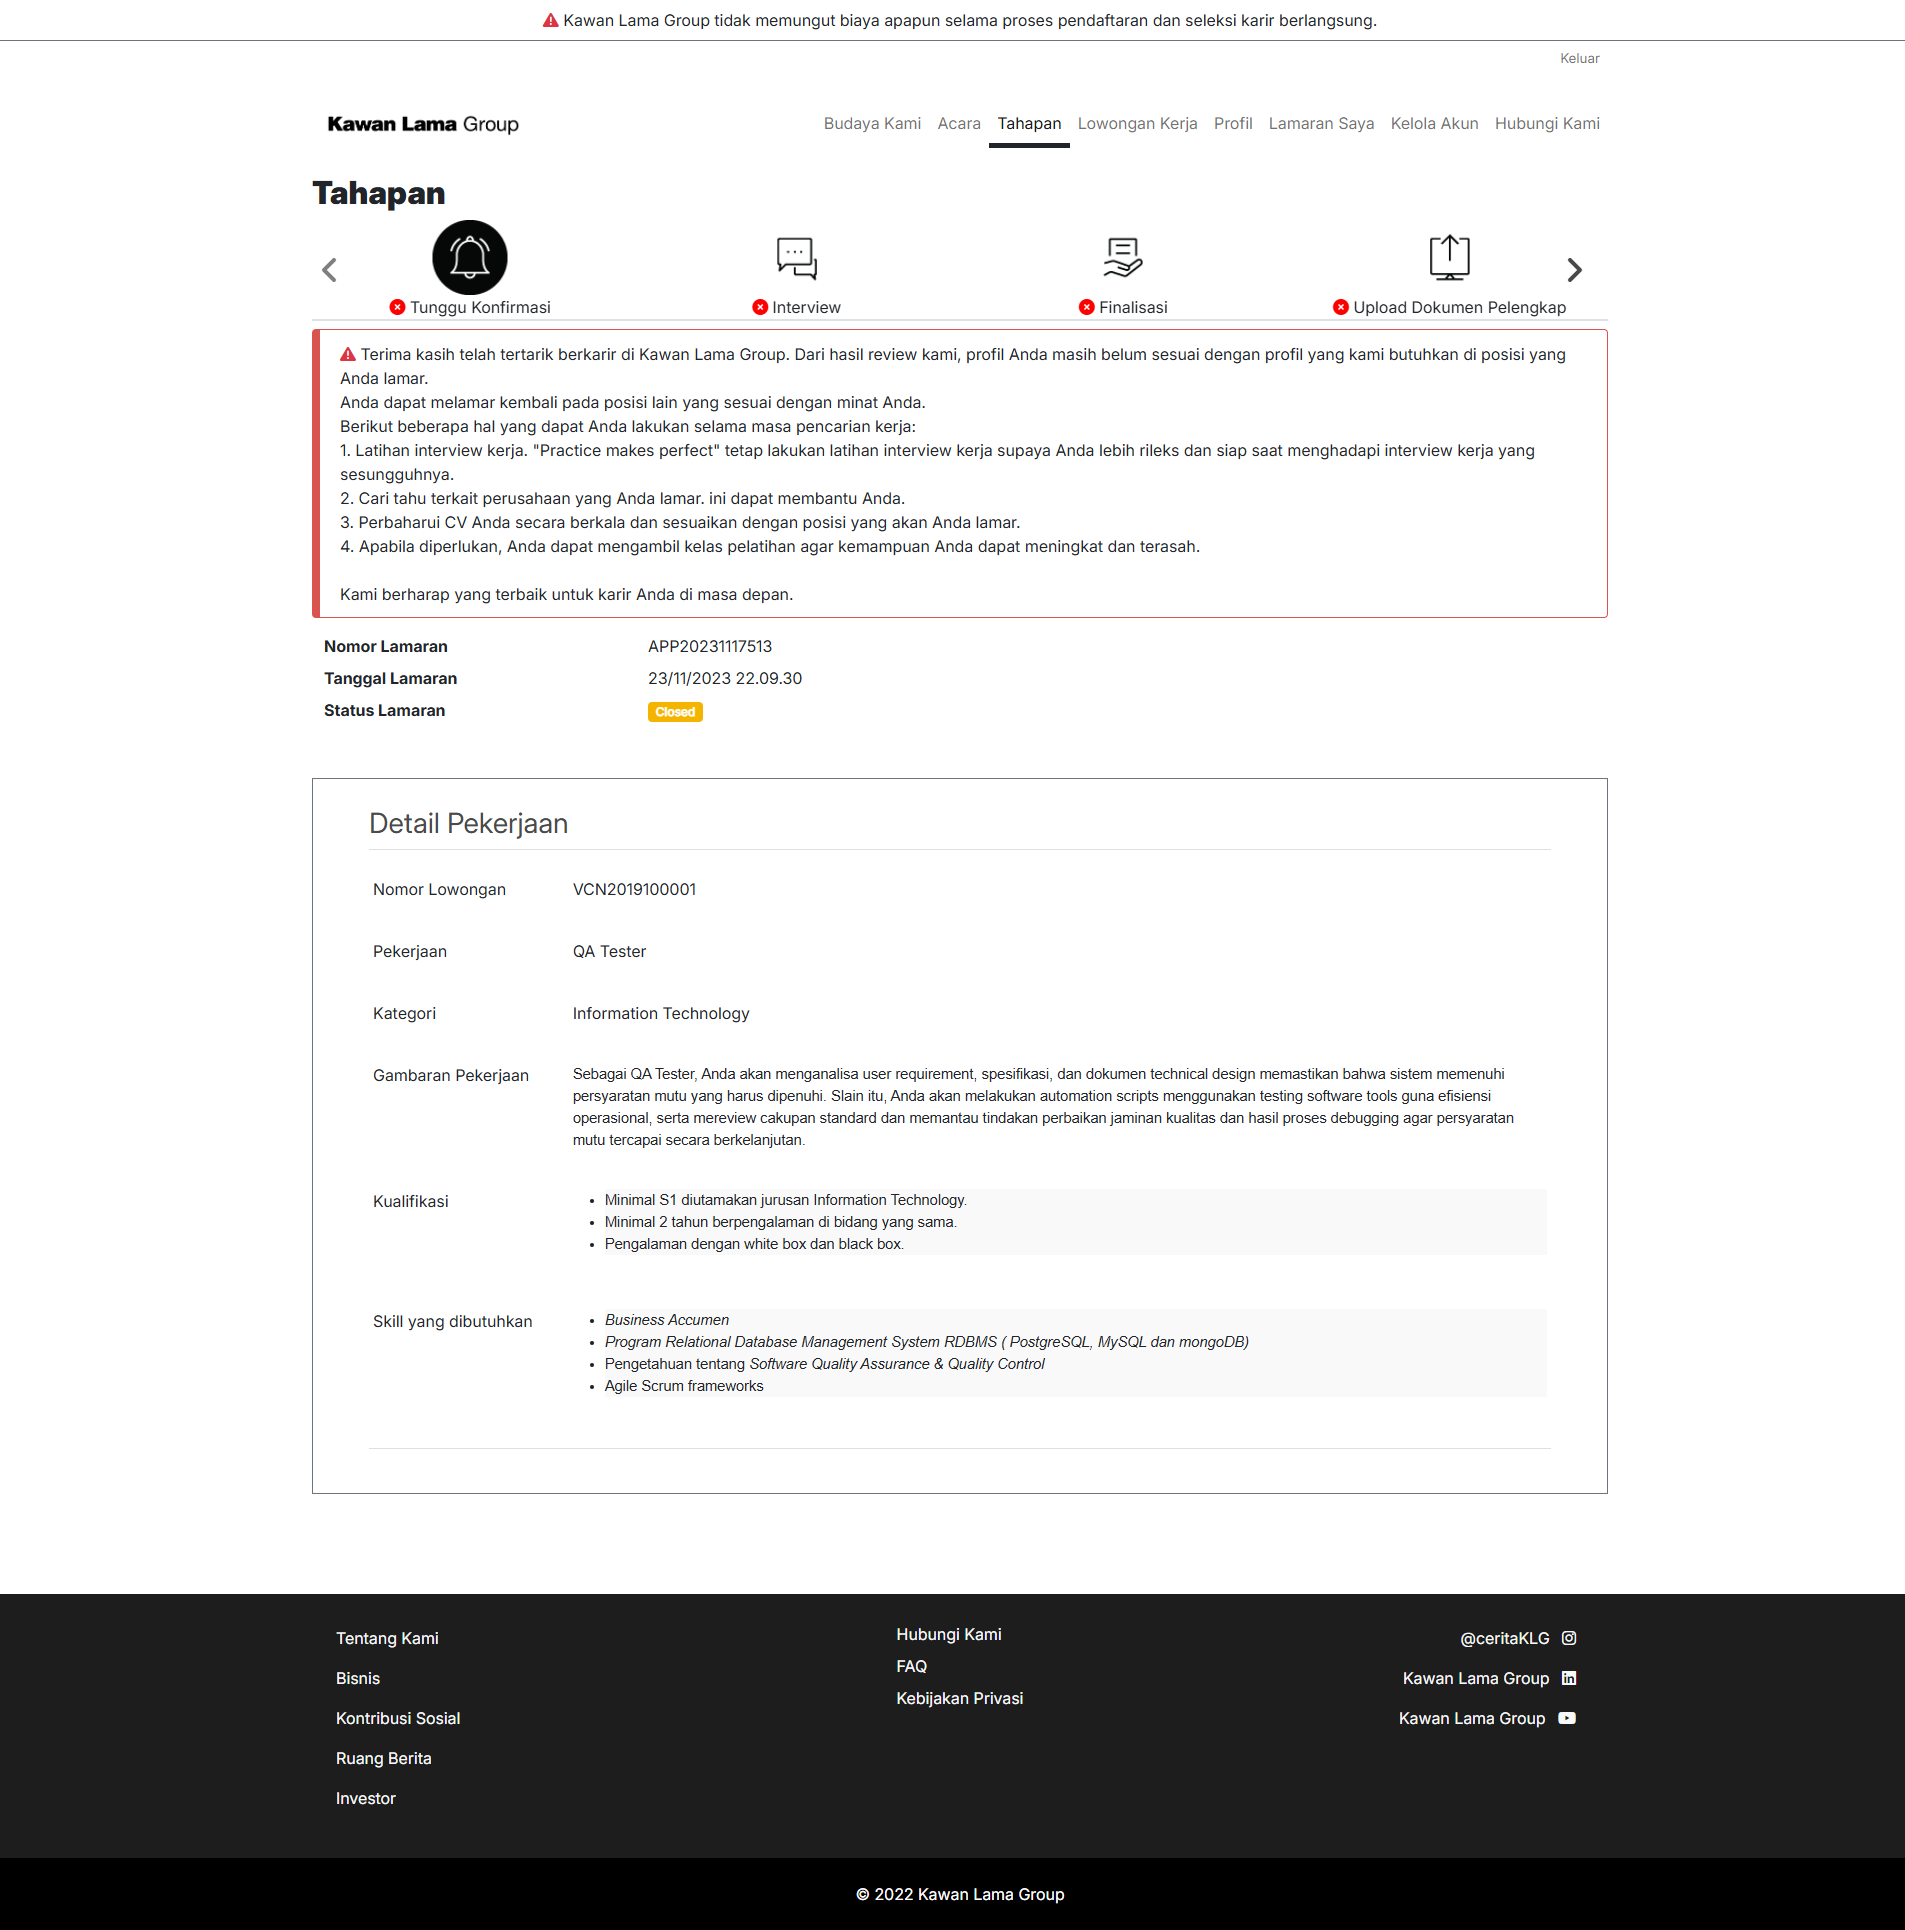 Kawan Lama Group tidak memungut biaya apapun selama proses pendaftaran dan seleksi karir berlangsung.
Keluar
Kawan Lama Group
Budaya Kami Acara Tahapan Lowongan Kerja Profil Lamaran Saya Kelola Akun Hubungi Kami
Tahapan
Tunggu Konfirmasi Interview Finalisasi Upload Dokumen Pelengkap
Terima kasih telah tertarik berkarir di Kawan Lama Group. Dari hasil review kami, profil Anda masih belum sesuai dengan profil yang kami butuhkan di posisi yang
Anda lamar.
Anda dapat melamar kembali pada posisi lain yang sesuai dengan minat Anda.
Berikut beberapa hal yang dapat Anda lakukan selama masa pencarian kerja:
1. Latihan interview kerja. "Practice makes perfect" tetap lakukan latihan interview kerja supaya Anda lebih rileks dan siap saat menghadapi interview kerja yang
sesungguhnya.
2. Cari tahu terkait perusahaan yang Anda lamar. ini dapat membantu Anda.
3. Perbaharui CV Anda secara berkala dan sesuaikan dengan posisi yang akan Anda lamar.
4. Apabila diperlukan, Anda dapat mengambil kelas pelatihan agar kemampuan Anda dapat meningkat dan terasah.
Kami berharap yang terbaik untuk karir Anda di masa depan.
Nomor Lamaran APP20231117513
Tanggal Lamaran 23/11/2023 22.09.30
Status Lamaran Closed
Detail Pekerjaan
Nomor Lowongan VCN2019100001
Pekerjaan QA Tester
Kategori Information Technology
Gambaran Pekerjaan Sebagai QA Tester, Anda akan menganalisa user requirement, spesifikasi, dan dokumen technical design memastikan bahwa sistem memenuhi
persyaratan mutu yang harus dipenuhi. Slain itu, Anda akan melakukan automation scripts menggunakan testing software tools guna efisiensi
operasional, serta mereview cakupan standard dan memantau tindakan perbaikan jaminan kualitas dan hasil proses debugging agar persyaratan
mutu tercapai secara berkelanjutan.
Kualifikasi • Minimal S1 diutamakan jurusan Information Technology.
• Minimal 2 tahun berpengalaman di bidang yang sama.
• Pengalaman dengan white box dan black box.
Skill yang dibutuhkan • Business Accumen
• Program Relational Database Management System RDBMS ( PostgreSQL, MySQL dan mongoDB)
• Pengetahuan tentang Software Quality Assurance & Quality Control
• Agile Scrum frameworks
Tentang Kami
Bisnis
Kontribusi Sosial
Ruang Berita
Investor
Hubungi Kami
FAQ
Kebijakan Privasi
@ceritaKLG
Kawan Lama Group
Kawan Lama Group
© 2022 Kawan Lama Group